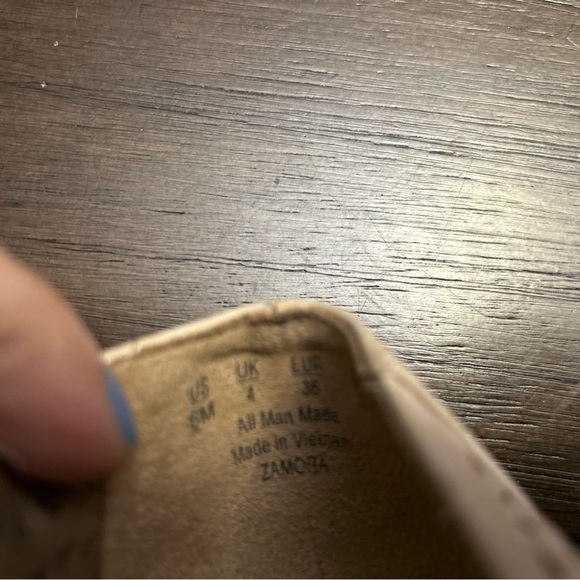 US UK EUR
6M 4 36
All Man Made
Made in Vietnam
ZAMORA